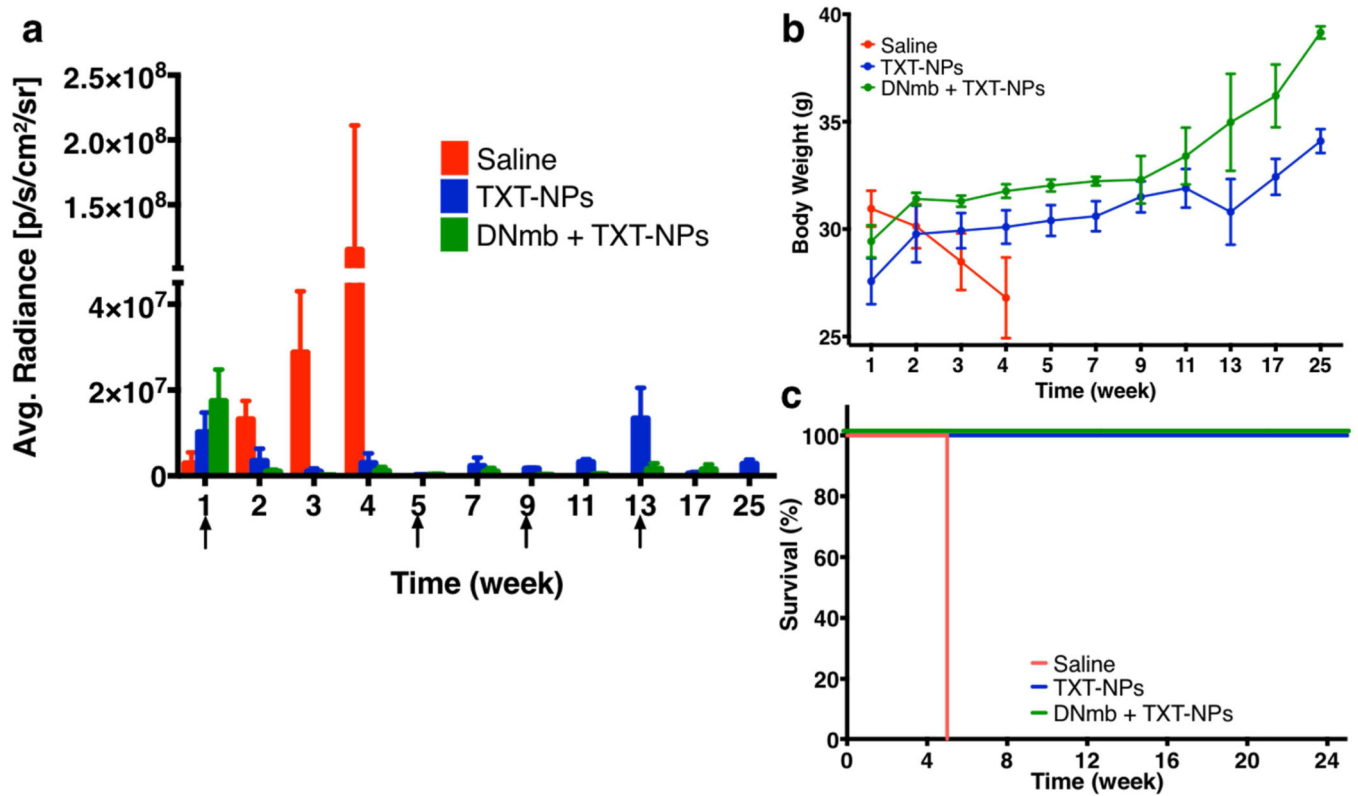 a
Avg. Radiance [p/s/cm²/sr]
2.5×10⁸
2.0×10⁸
1.5×10⁸
4×10⁷
2×10⁷
0
Saline
TXT-NPs
DNmb + TXT-NPs
1 2 3 4 5 7 9 11 13 17 25
Time (week)
b
Body Weight (g)
40
35
30
25
Saline
TXT-NPs
DNmb + TXT-NPs
1 2 3 4 5 7 9 11 13 17 25
Time (week)
c
Survival (%)
100
80
60
40
20
0
Saline
TXT-NPs
DNmb + TXT-NPs
0 4 8 12 16 20 24
Time (week)